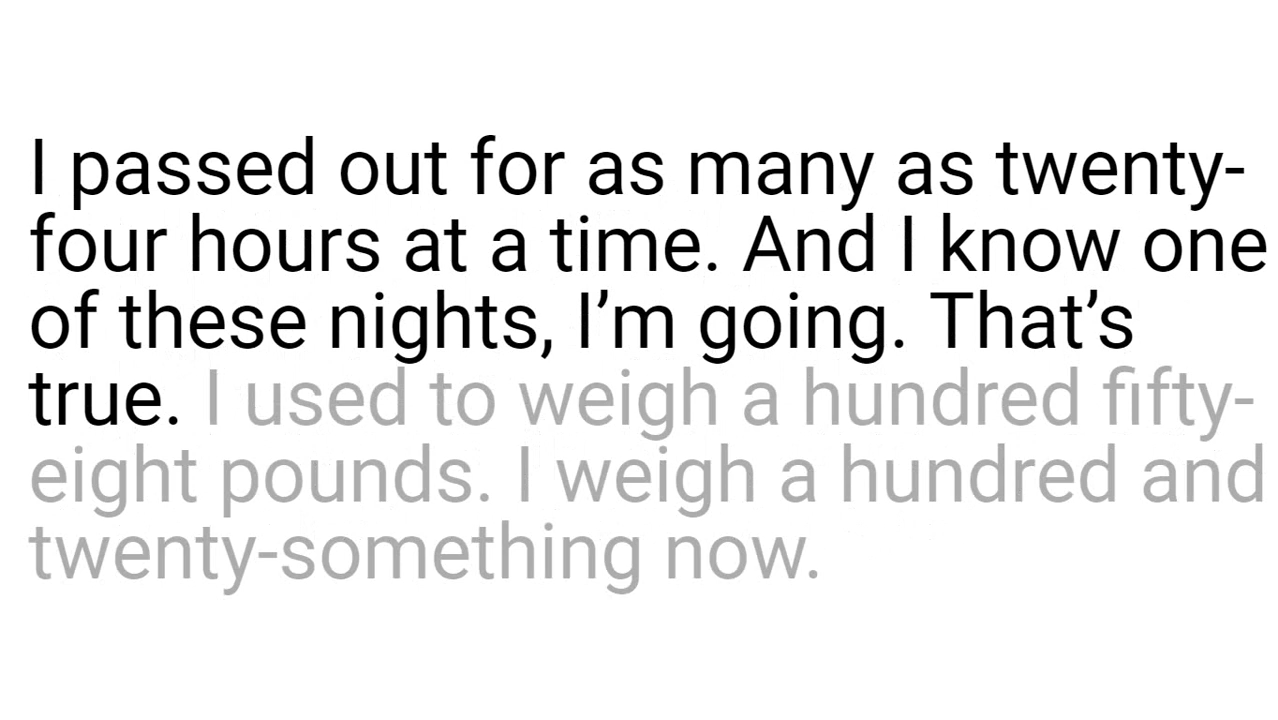 I passed out for as many as twenty-
four hours at a time. And I know one
of these nights, I’m going. That’s
true. I used to weigh a hundred fifty-
eight pounds. I weigh a hundred and
twenty-something now.